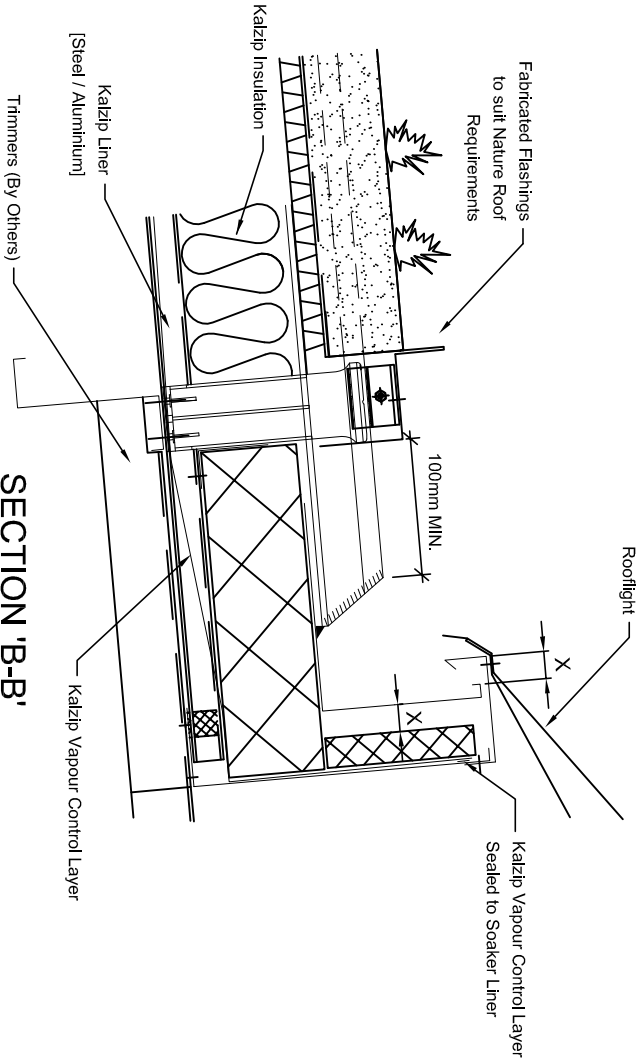 Fabricated Flashings
to suit Nature Roof
Requirements
Kalzip Insulation
Kalzip Liner
[Steel / Aluminium]
Trimmers (By Others)
100mm MIN.
Rooflight
X
X
Kalzip Vapour Control Layer
Sealed to Soaker Liner
Kalzip Vapour Control Layer
SECTION 'B-B'